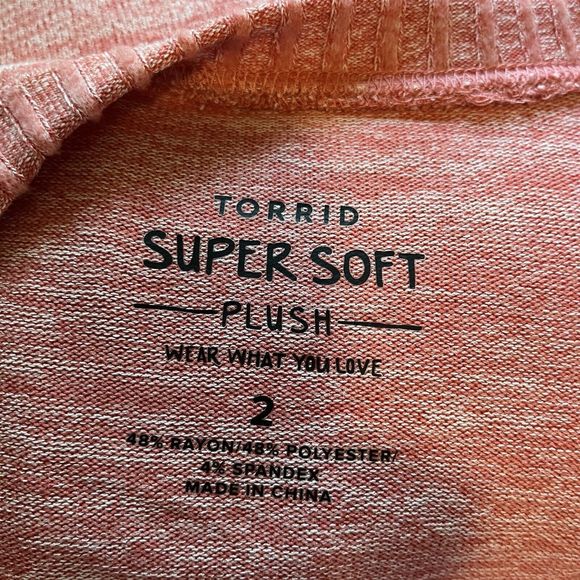 TORRID
SUPER SOFT
PLUSH
WEAR WHAT YOU LOVE
2
48% RAYON/48% POLYESTER/
4% SPANDEX
MADE IN CHINA